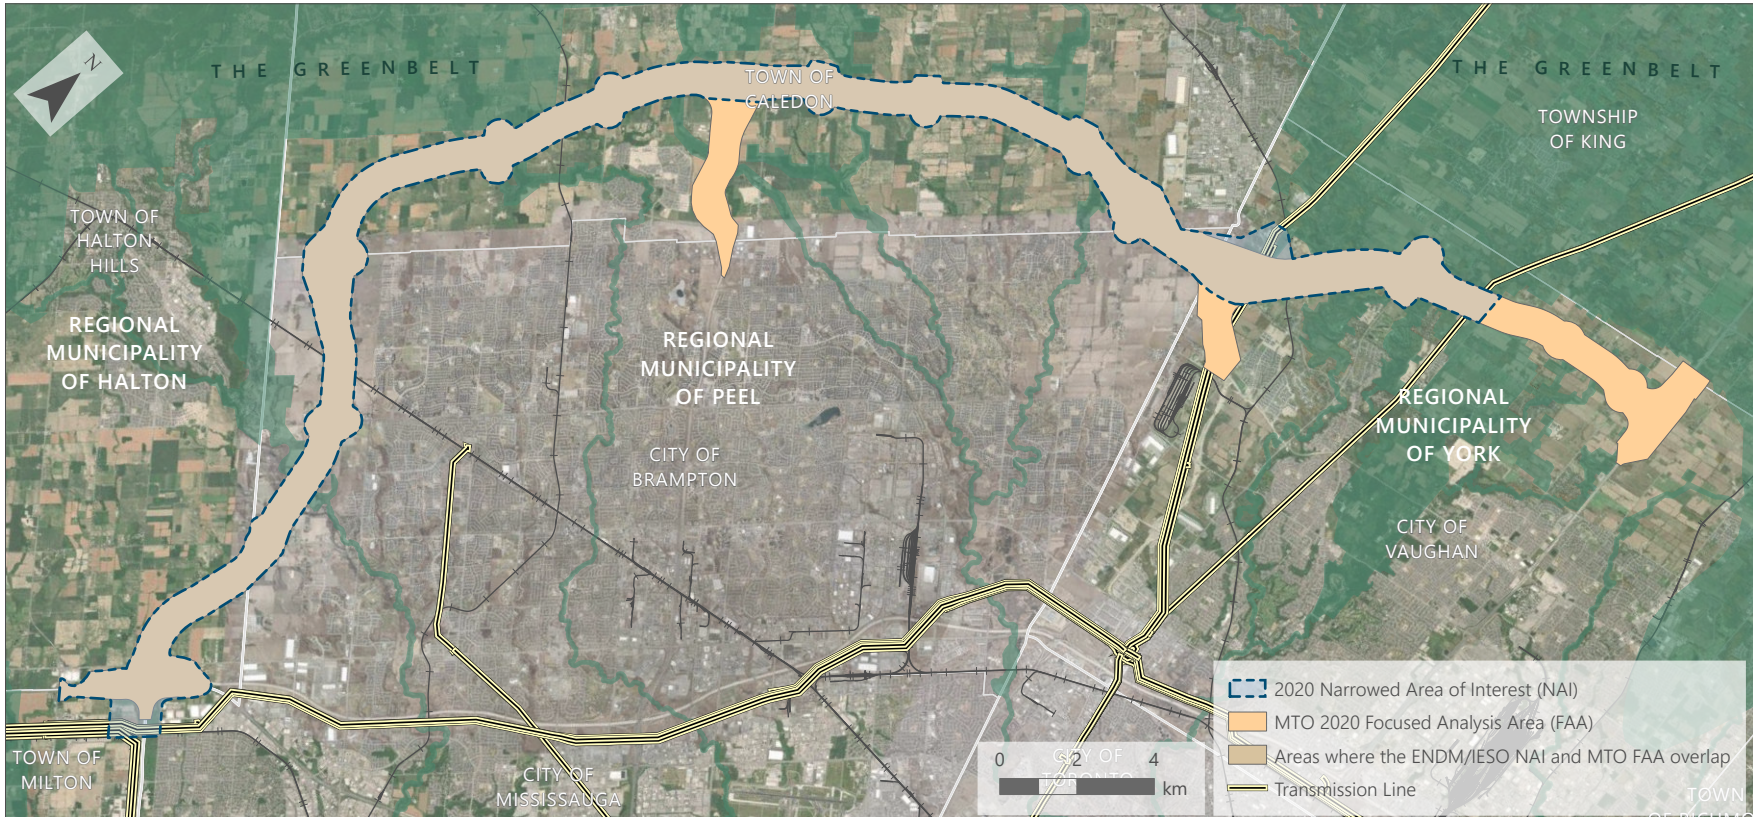 N
THE GREENBELT
TOWN OF
CALEDON
THE GREENBELT
TOWNSHIP
OF KING
TOWN OF
HALTON
HILLS
REGIONAL
MUNICIPALITY
OF HALTON
REGIONAL
MUNICIPALITY
OF PEEL
REGIONAL
MUNICIPALITY
OF YORK
CITY OF
BRAMPTON
CITY OF
VAUGHAN
TOWN OF
MILTON
CITY OF
MISSISSAUGA
CITY OF
TORONTO
0 2 4
km
2020 Narrowed Area of Interest (NAI)
MTO 2020 Focused Analysis Area (FAA)
Areas where the ENDM/IESO NAI and MTO FAA overlap
Transmission Line
TOWN